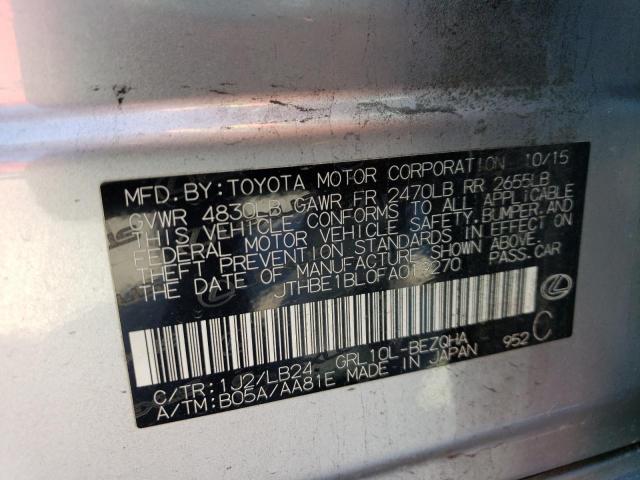 MFD. BY: TOYOTA MOTOR CORPORATION 10/15
GVWR 4830LB GAWR FR 2470LB RR 2655LB
THIS VEHICLE CONFORMS TO ALL APPLICABLE
FEDERAL MOTOR VEHICLE SAFETY, BUMPER, AND
THEFT PREVENTION STANDARDS IN EFFECT ON
THE DATE OF MANUFACTURE SHOWN ABOVE.
PASS. CAR
C/TR: 1J2/LB24 GRL10L-BEZQHA 952 C
A/TM: B05A/AA81E MADE IN JAPAN